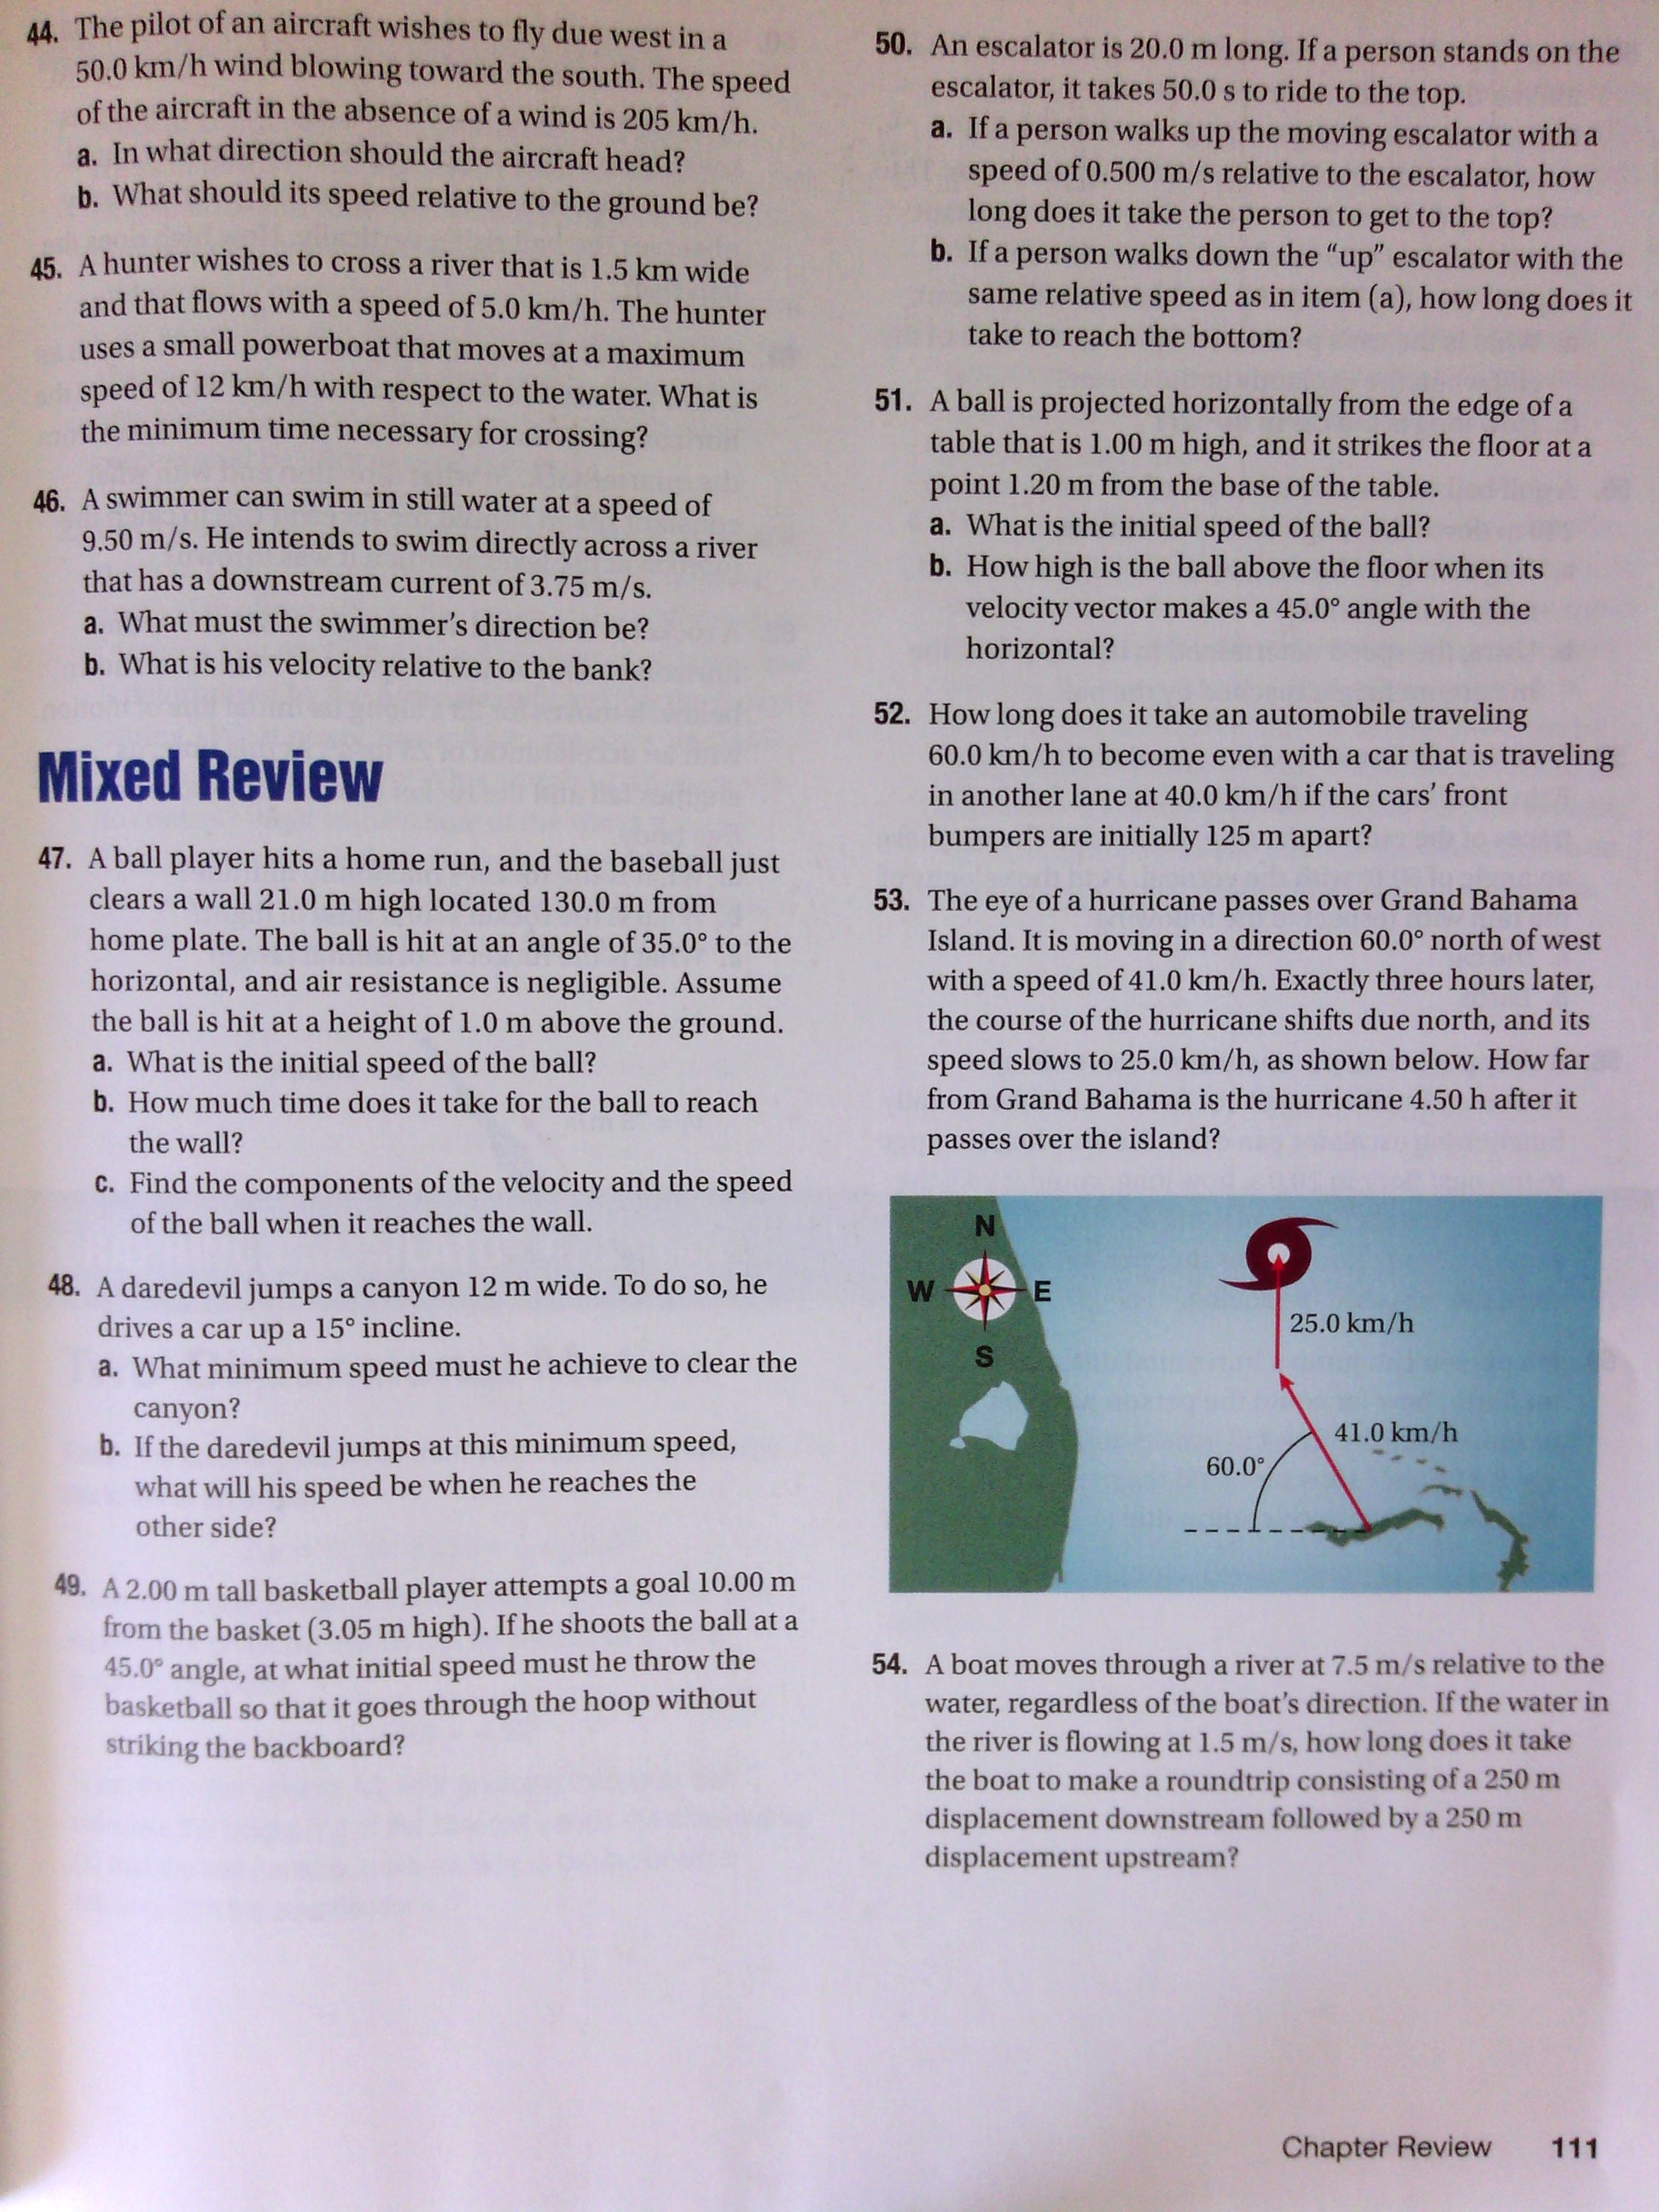 44. The pilot of an aircraft wishes to fly due west in a
50.0 km/h wind blowing toward the south. The speed
of the aircraft in the absence of a wind is 205 km/h.
a. In what direction should the aircraft head?
b. What should its speed relative to the ground be?
45. A hunter wishes to cross a river that is 1.5 km wide
and that flows with a speed of 5.0 km/h. The hunter
uses a small powerboat that moves at a maximum
speed of 12 km/h with respect to the water. What is
the minimum time necessary for crossing?
46. A swimmer can swim in still water at a speed of
9.50 m/s. He intends to swim directly across a river
that has a downstream current of 3.75 m/s.
a. What must the swimmer's direction be?
b. What is his velocity relative to the bank?
Mixed Review
47. A ball player hits a home run, and the baseball just
clears a wall 21.0 m high located 130.0 m from
home plate. The ball is hit at an angle of 35.0° to the
horizontal, and air resistance is negligible. Assume
the ball is hit at a height of 1.0 m above the ground.
a. What is the initial speed of the ball?
b. How much time does it take for the ball to reach
the wall?
c. Find the components of the velocity and the speed
of the ball when it reaches the wall.
48. A daredevil jumps a canyon 12 m wide. To do so, he
drives a car up a 15° incline.
a. What minimum speed must he achieve to clear the
canyon?
b. If the daredevil jumps at this minimum speed,
what will his speed be when he reaches the
other side?
49. A 2.00 m tall basketball player attempts a goal 10.00 m
from the basket (3.05 m high). If he shoots the ball at a
45.0° angle, at what initial speed must he throw the
basketball so that it goes through the hoop without
striking the backboard?
50. An escalator is 20.0 m long. If a person stands on the
escalator, it takes 50.0 s to ride to the top.
a. If a person walks up the moving escalator with a
speed of 0.500 m/s relative to the escalator, how
long does it take the person to get to the top?
b. If a person walks down the "up" escalator with the
same relative speed as in item (a), how long does it
take to reach the bottom?
51. A ball is projected horizontally from the edge of a
table that is 1.00 m high, and it strikes the floor at a
point 1.20 m from the base of the table.
a. What is the initial speed of the ball?
b. How high is the ball above the floor when its
velocity vector makes a 45.0° angle with the
horizontal?
52. How long does it take an automobile traveling
60.0 km/h to become even with a car that is traveling
in another lane at 40.0 km/h if the cars' front
bumpers are initially 125 m apart?
53. The eye of a hurricane passes over Grand Bahama
Island. It is moving in a direction 60.0° north of west
with a speed of 41.0 km/h. Exactly three hours later,
the course of the hurricane shifts due north, and its
speed slows to 25.0 km/h, as shown below. How far
from Grand Bahama is the hurricane 4.50 h after it
passes over the island?
N
W E
S
25.0 km/h
41.0 km/h
60.0°
54. A boat moves through a river at 7.5 m/s relative to the
water, regardless of the boat's direction. If the water in
the river is flowing at 1.5 m/s, how long does it take
the boat to make a roundtrip consisting of a 250 m
displacement downstream followed by a 250 m
displacement upstream?
Chapter Review 111